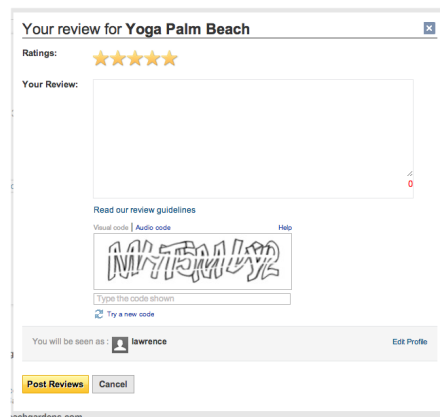 Your review for Yoga Palm Beach
Ratings:
Your Review:
0
Read our review guidelines
Visual code | Audio code Help
Type the code shown
Try a new code
You will be seen as : lawrence Edit Profile
Post Reviews Cancel